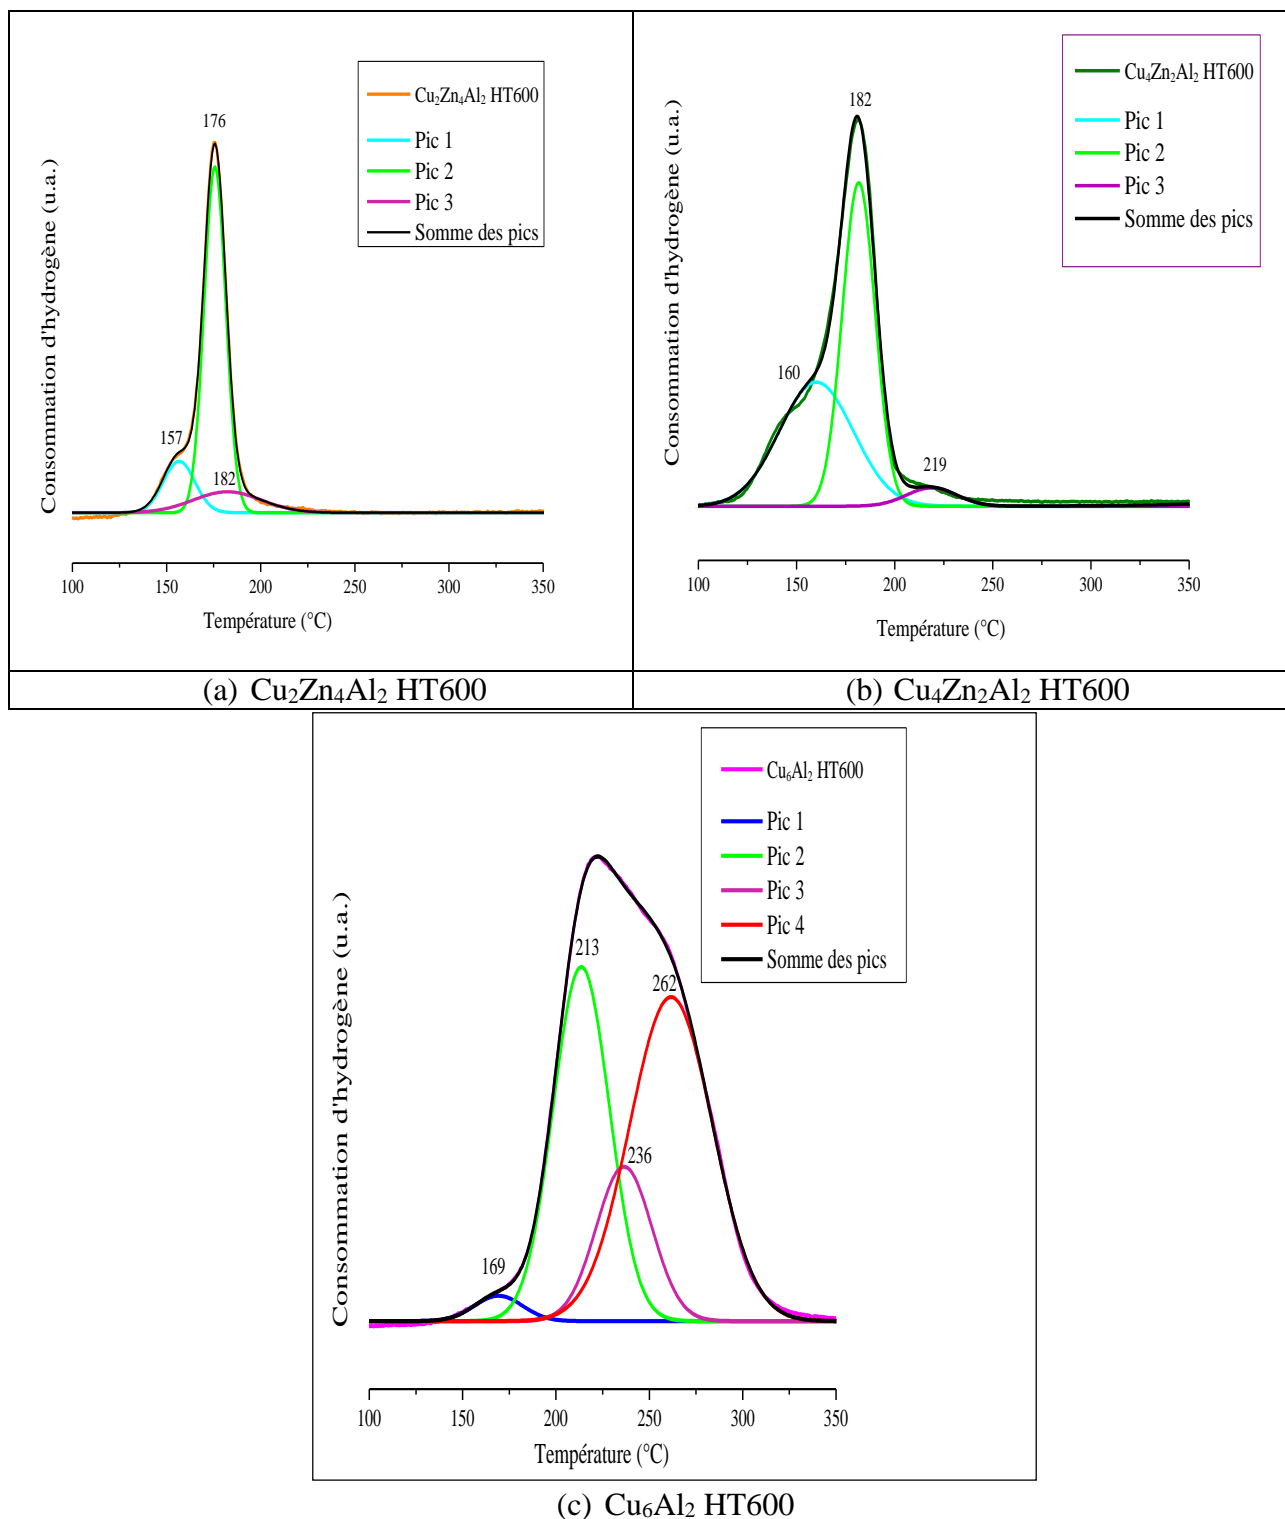 Cu₂Zn₄Al₂ HT600
Pic 1
Pic 2
Pic 3
Somme des pics
176
157
182
Consommation d'hydrogène (u.a.)
100 150 200 250 300 350
Température (°C)
(a) Cu₂Zn₄Al₂ HT600
Cu₄Zn₂Al₂ HT600
Pic 1
Pic 2
Pic 3
Somme des pics
182
160
219
Consommation d'hydrogène (u.a.)
100 150 200 250 300 350
Température (°C)
(b) Cu₄Zn₂Al₂ HT600
Cu₆Al₂ HT600
Pic 1
Pic 2
Pic 3
Pic 4
Somme des pics
213
262
236
169
Consommation d'hydrogène (u.a.)
100 150 200 250 300 350
Température (°C)
(c) Cu₆Al₂ HT600